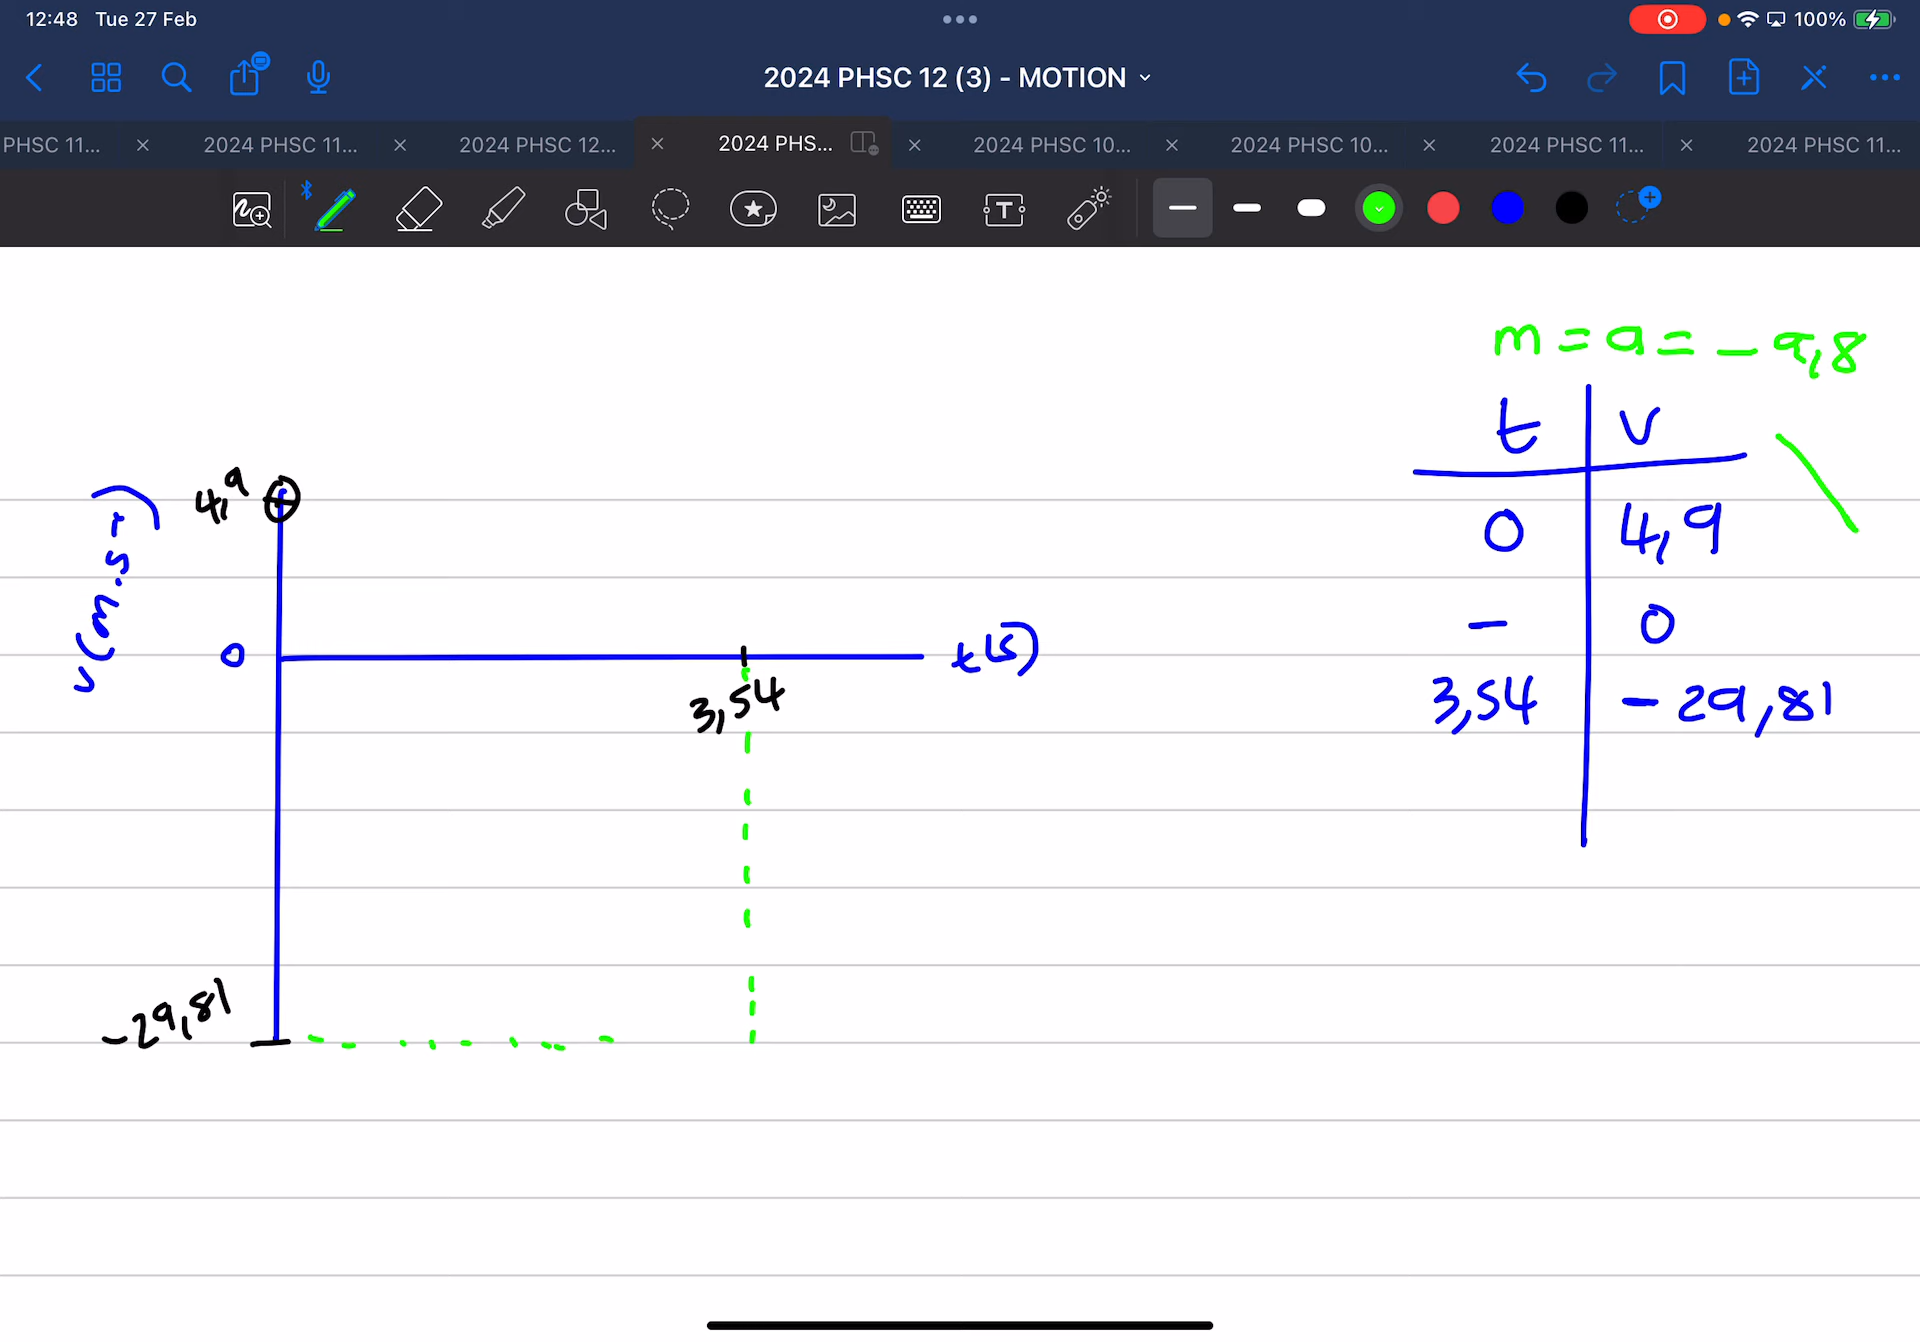 12:48 Tue 27 Feb
100%
2024 PHSC 12 (3) - MOTION
PHSC 11...
2024 PHSC 11...
2024 PHSC 12...
2024 PHS...
2024 PHSC 10...
2024 PHSC 10...
2024 PHSC 11...
2024 PHSC 11...
T
m = a = - 9,8
t v
0 4,9
- 0
3,54 - 29,81
4,9
v (m.s-1)
0
t(s)
3,54
-29,81